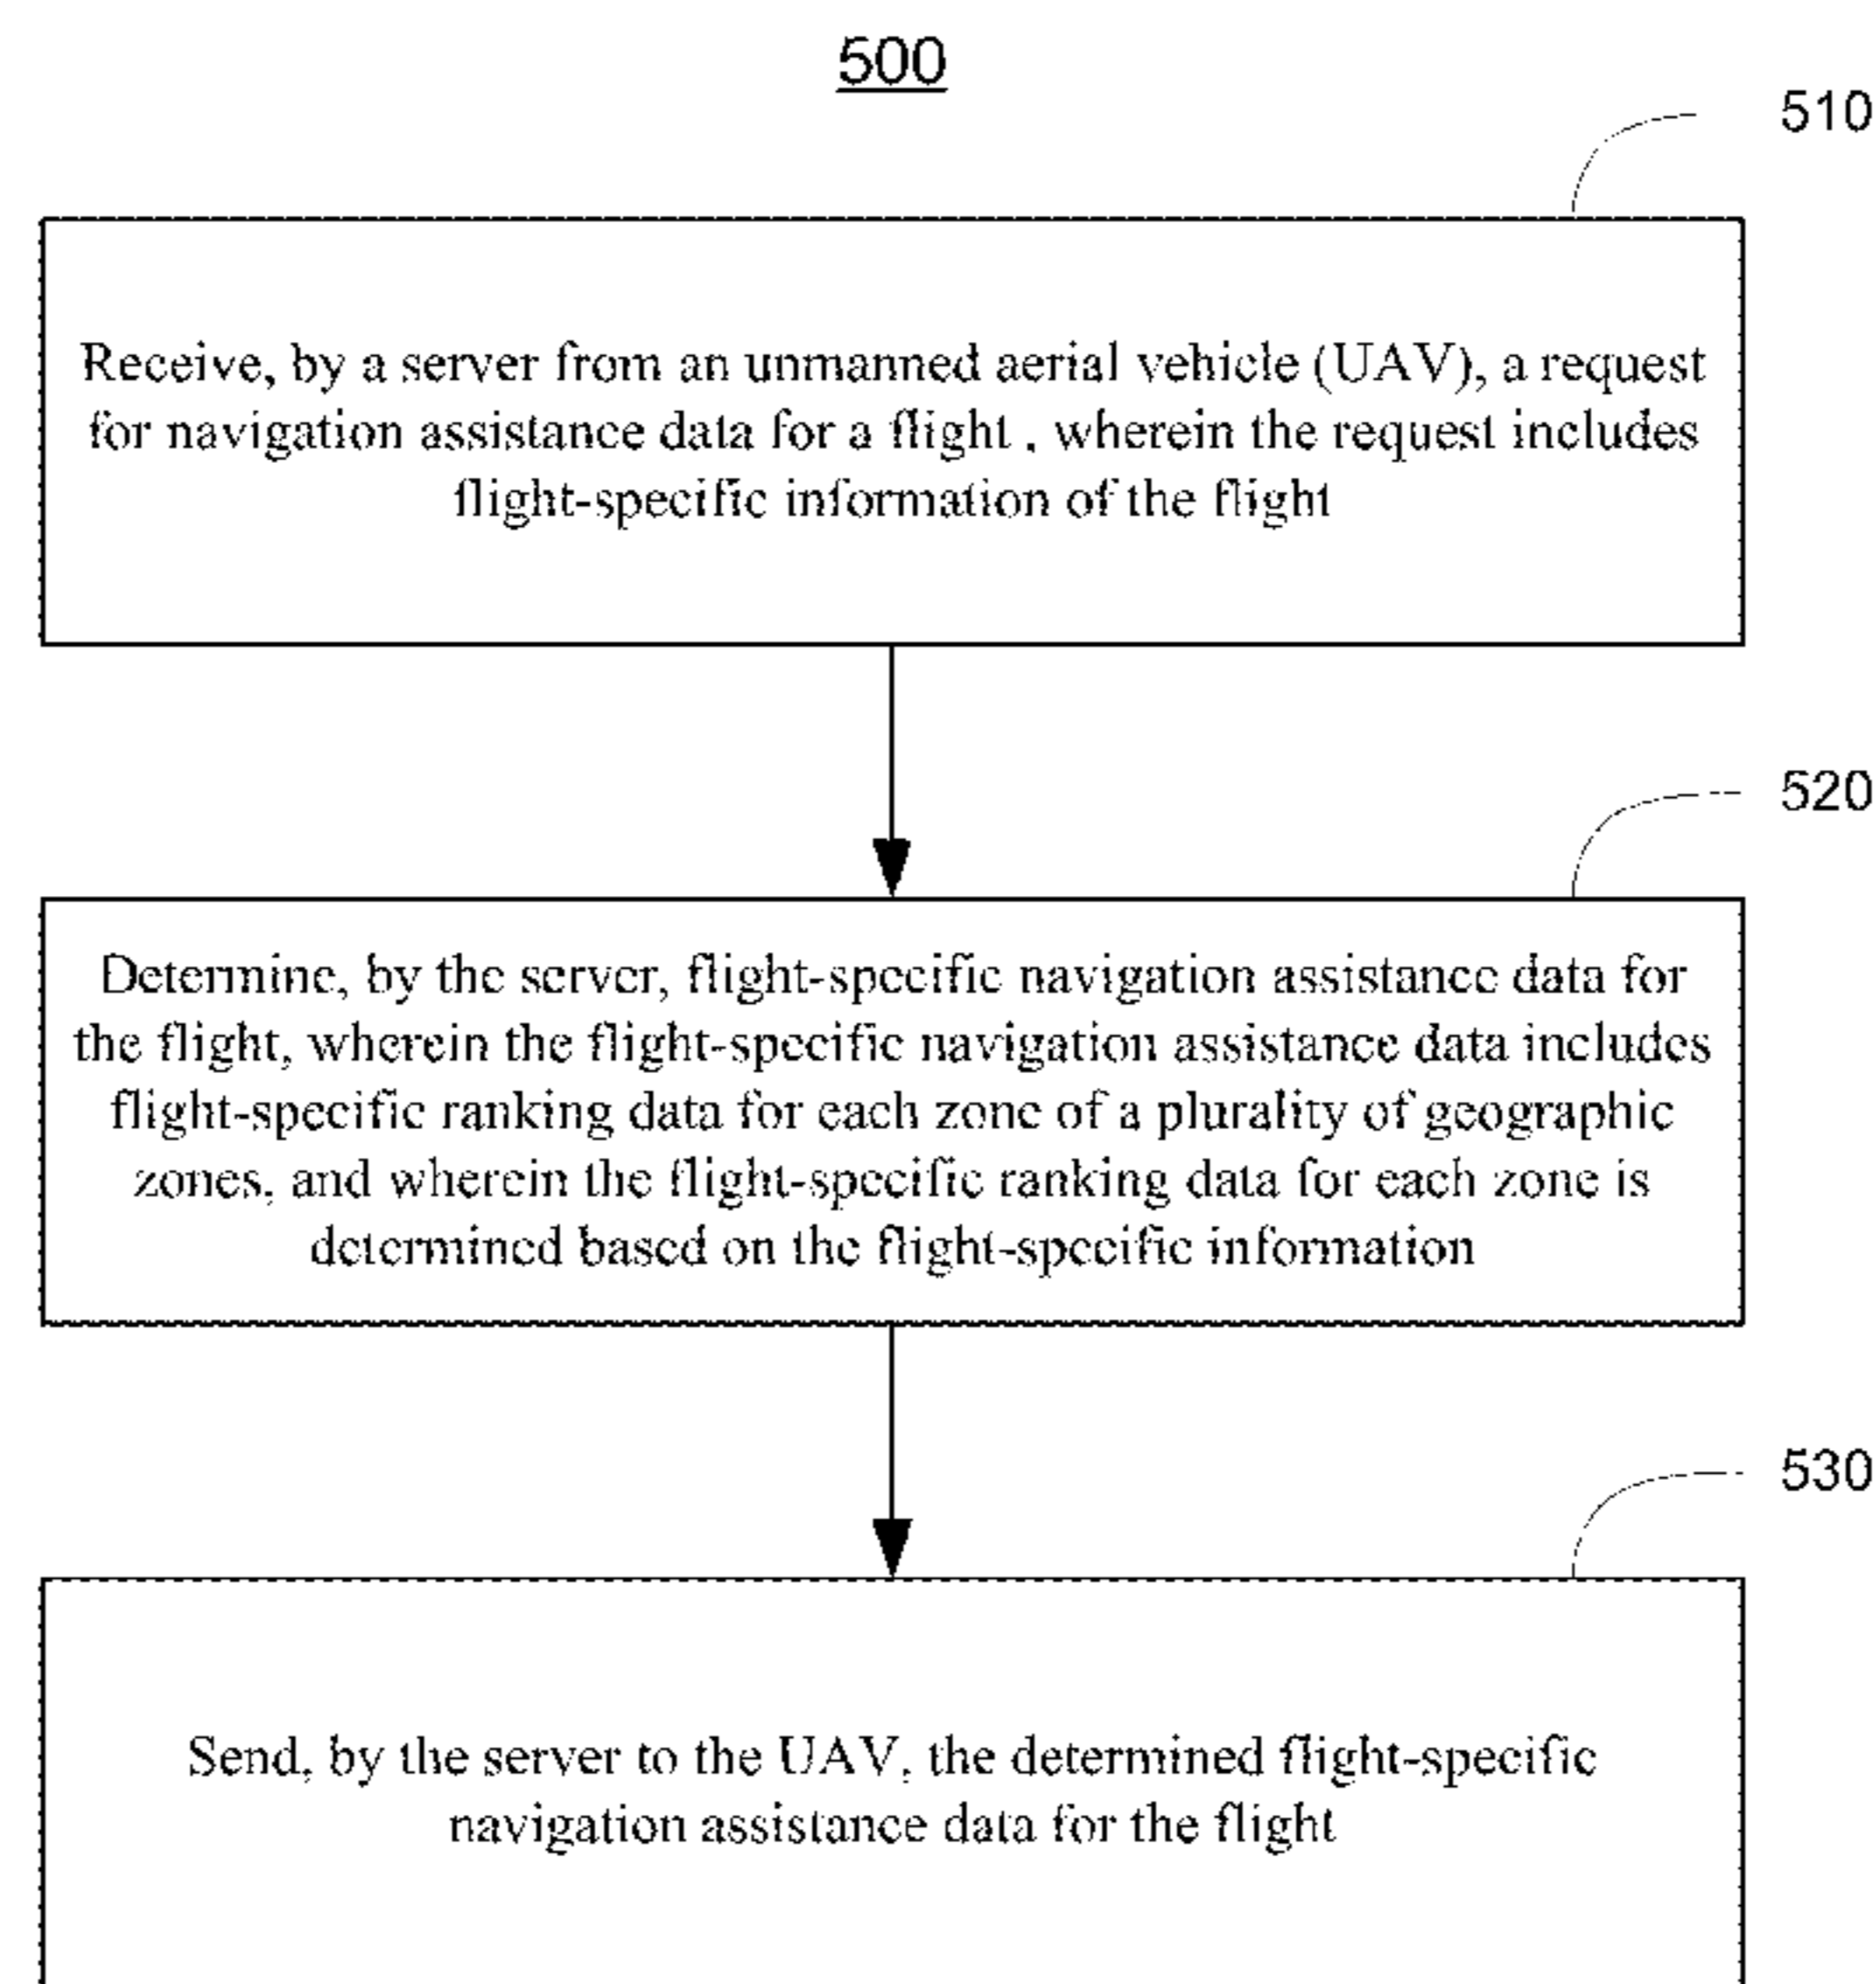 500
510
Receive, by a server from an unmanned aerial vehicle (UAV), a request
for navigation assistance data for a flight , wherein the request includes
flight-specific information of the flight
520
Determine, by the server, flight-specific navigation assistance data for
the flight, wherein the flight-specific navigation assistance data includes
flight-specific ranking data for each zone of a plurality of geographic
zones, and wherein the flight-specific ranking data for each zone is
determined based on the flight-specific information
530
Send, by the server to the UAV, the determined flight-specific
navigation assistance data for the flight